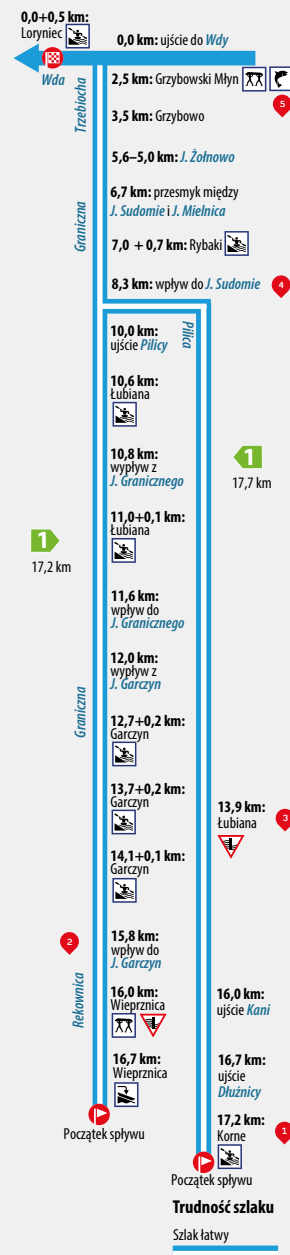 0,0+0,5 km:
Loryniec
0,0 km: ujście do Wdy
Wda
Trzebiocha
2,5 km: Grzybowski Młyn
5
3,5 km: Grzybowo
5,6–5,0 km: J. Żołnowo
6,7 km: przesmyk między
J. Sudomie i J. Mielnica
Graniczna
7,0 + 0,7 km: Rybaki
8,3 km: wpływ do J. Sudomie
4
10,0 km:
ujście Pilicy
Pilica
10,6 km:
Łubiana
10,8 km:
wypływ z
J. Granicznego
1
17,7 km
11,0+0,1 km:
Łubiana
1
17,2 km
11,6 km:
wpływ do
J. Granicznego
12,0 km:
wypływ z
J. Garczyn
Graniczna
12,7+0,2 km:
Garczyn
13,7+0,2 km:
Garczyn
13,9 km:
Łubiana
3
14,1+0,1 km:
Garczyn
2
15,8 km:
wpływ do
J. Garczyn
Rekownica
16,0 km:
Wieprznica
16,0 km:
ujście Kani
16,7 km:
Wieprznica
16,7 km:
ujście
Dłużnicy
17,2 km:
Korne
1
Początek spływu
Początek spływu
Trudność szlaku
Szlak łatwy